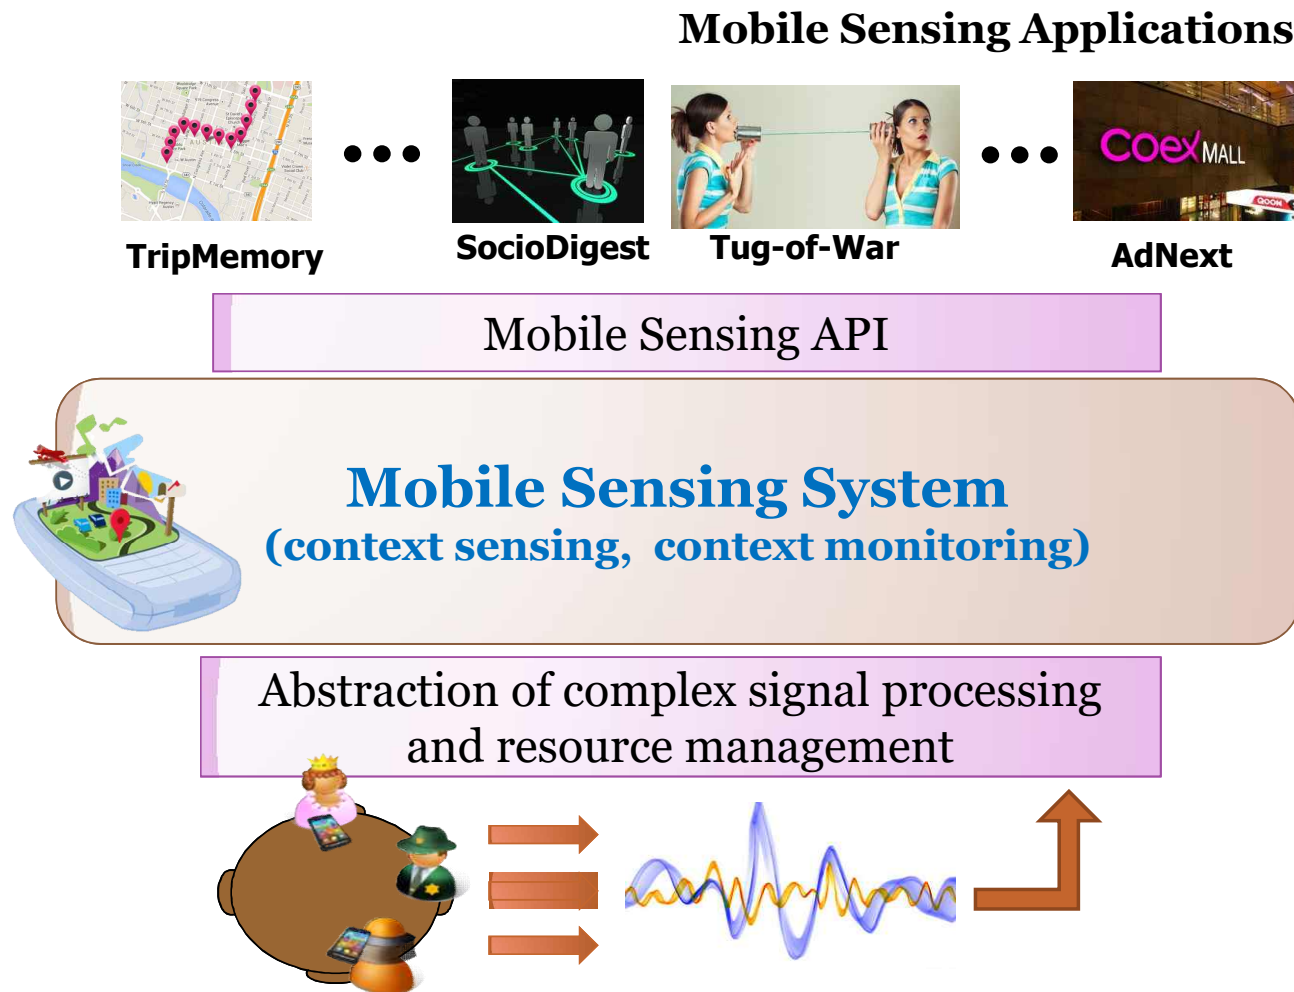 Mobile Sensing Applications
COEX MALL
QOOK
TripMemory
SocioDigest
Tug-of-War
AdNext
Mobile Sensing API
Mobile Sensing System
(context sensing, context monitoring)
Abstraction of complex signal processing
and resource management